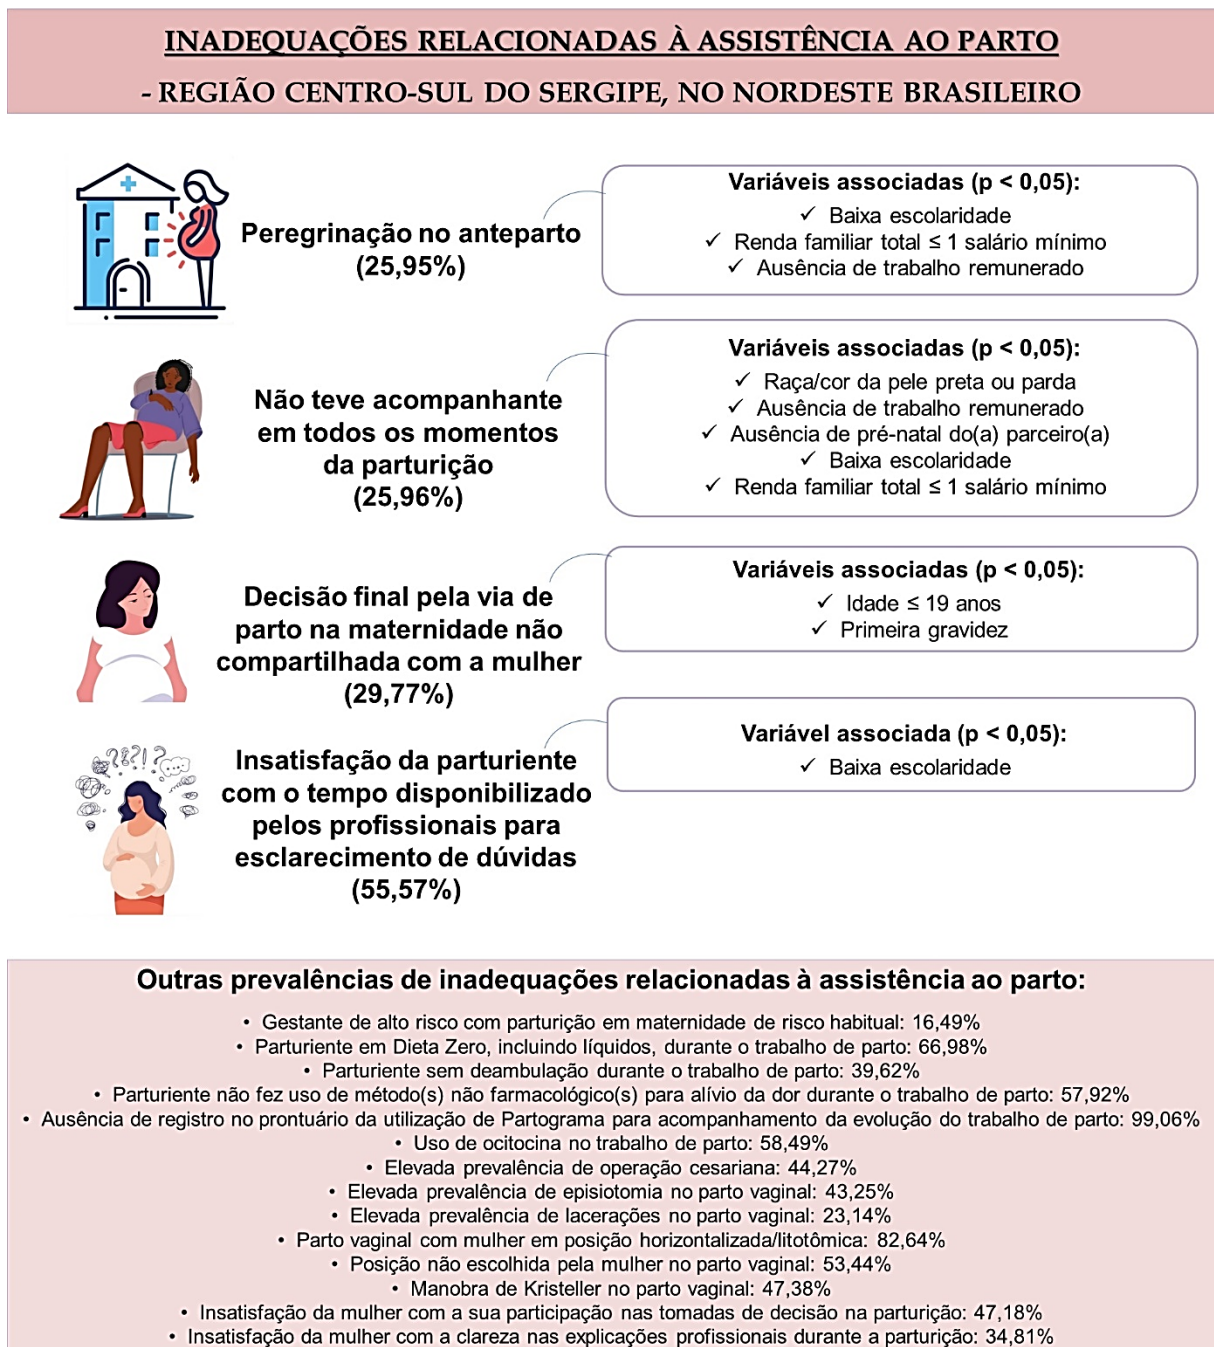 INADEQUAÇÕES RELACIONADAS À ASSISTÊNCIA AO PARTO
- REGIÃO CENTRO-SUL DO SERGIPE, NO NORDESTE BRASILEIRO
Peregrinação no anteparto
(25,95%)
Variáveis associadas (p < 0,05):
✓ Baixa escolaridade
✓ Renda familiar total ≤ 1 salário mínimo
✓ Ausência de trabalho remunerado
Não teve acompanhante
em todos os momentos
da parturição
(25,96%)
Variáveis associadas (p < 0,05):
✓ Raça/cor da pele preta ou parda
✓ Ausência de trabalho remunerado
✓ Ausência de pré-natal do(a) parceiro(a)
✓ Baixa escolaridade
✓ Renda familiar total ≤ 1 salário mínimo
Decisão final pela via de
parto na maternidade não
compartilhada com a mulher
(29,77%)
Variáveis associadas (p < 0,05):
✓ Idade ≤ 19 anos
✓ Primeira gravidez
Insatisfação da parturiente
com o tempo disponibilizado
pelos profissionais para
esclarecimento de dúvidas
(55,57%)
Variável associada (p < 0,05):
✓ Baixa escolaridade
Outras prevalências de inadequações relacionadas à assistência ao parto:
• Gestante de alto risco com parturição em maternidade de risco habitual: 16,49%
• Parturiente em Dieta Zero, incluindo líquidos, durante o trabalho de parto: 66,98%
• Parturiente sem deambulação durante o trabalho de parto: 39,62%
• Parturiente não fez uso de método(s) não farmacológico(s) para alívio da dor durante o trabalho de parto: 57,92%
• Ausência de registro no prontuário da utilização de Partograma para acompanhamento da evolução do trabalho de parto: 99,06%
• Uso de ocitocina no trabalho de parto: 58,49%
• Elevada prevalência de operação cesariana: 44,27%
• Elevada prevalência de episiotomia no parto vaginal: 43,25%
• Elevada prevalência de lacerações no parto vaginal: 23,14%
• Parto vaginal com mulher em posição horizontalizada/litotômica: 82,64%
• Posição não escolhida pela mulher no parto vaginal: 53,44%
• Manobra de Kristeller no parto vaginal: 47,38%
• Insatisfação da mulher com a sua participação nas tomadas de decisão na parturição: 47,18%
• Insatisfação da mulher com a clareza nas explicações profissionais durante a parturição: 34,81%